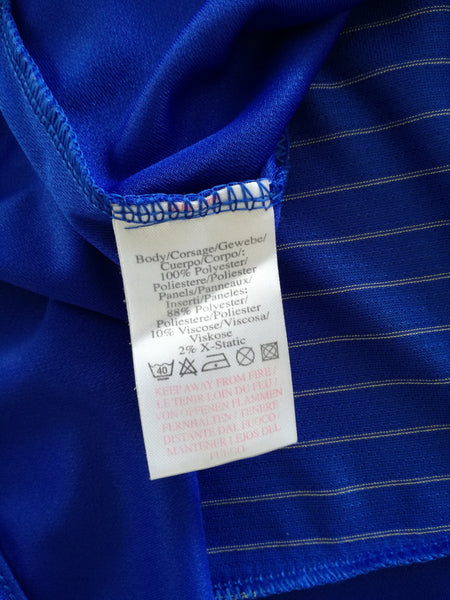 Body/Corsage/Gewebe/
Cuerpo/Corpo/;
100% Polyester/
Poliestere/Poliester
Panels/Panneaux/
Inserti/Paneles;
88% Polyester/
Poliestere/Poliester
10% Viscose/Viscosa/
Viskose
2% X-Static
40
KEEP AWAY FROM FIRE/
LE TENIR LOIN DU FEU/
VON OFFENEN FLAMMEN
FERNHALTEN / TENERE
DISTANTE DAL FUOCO/
MANTENER LEJOS DEL
FUEGO